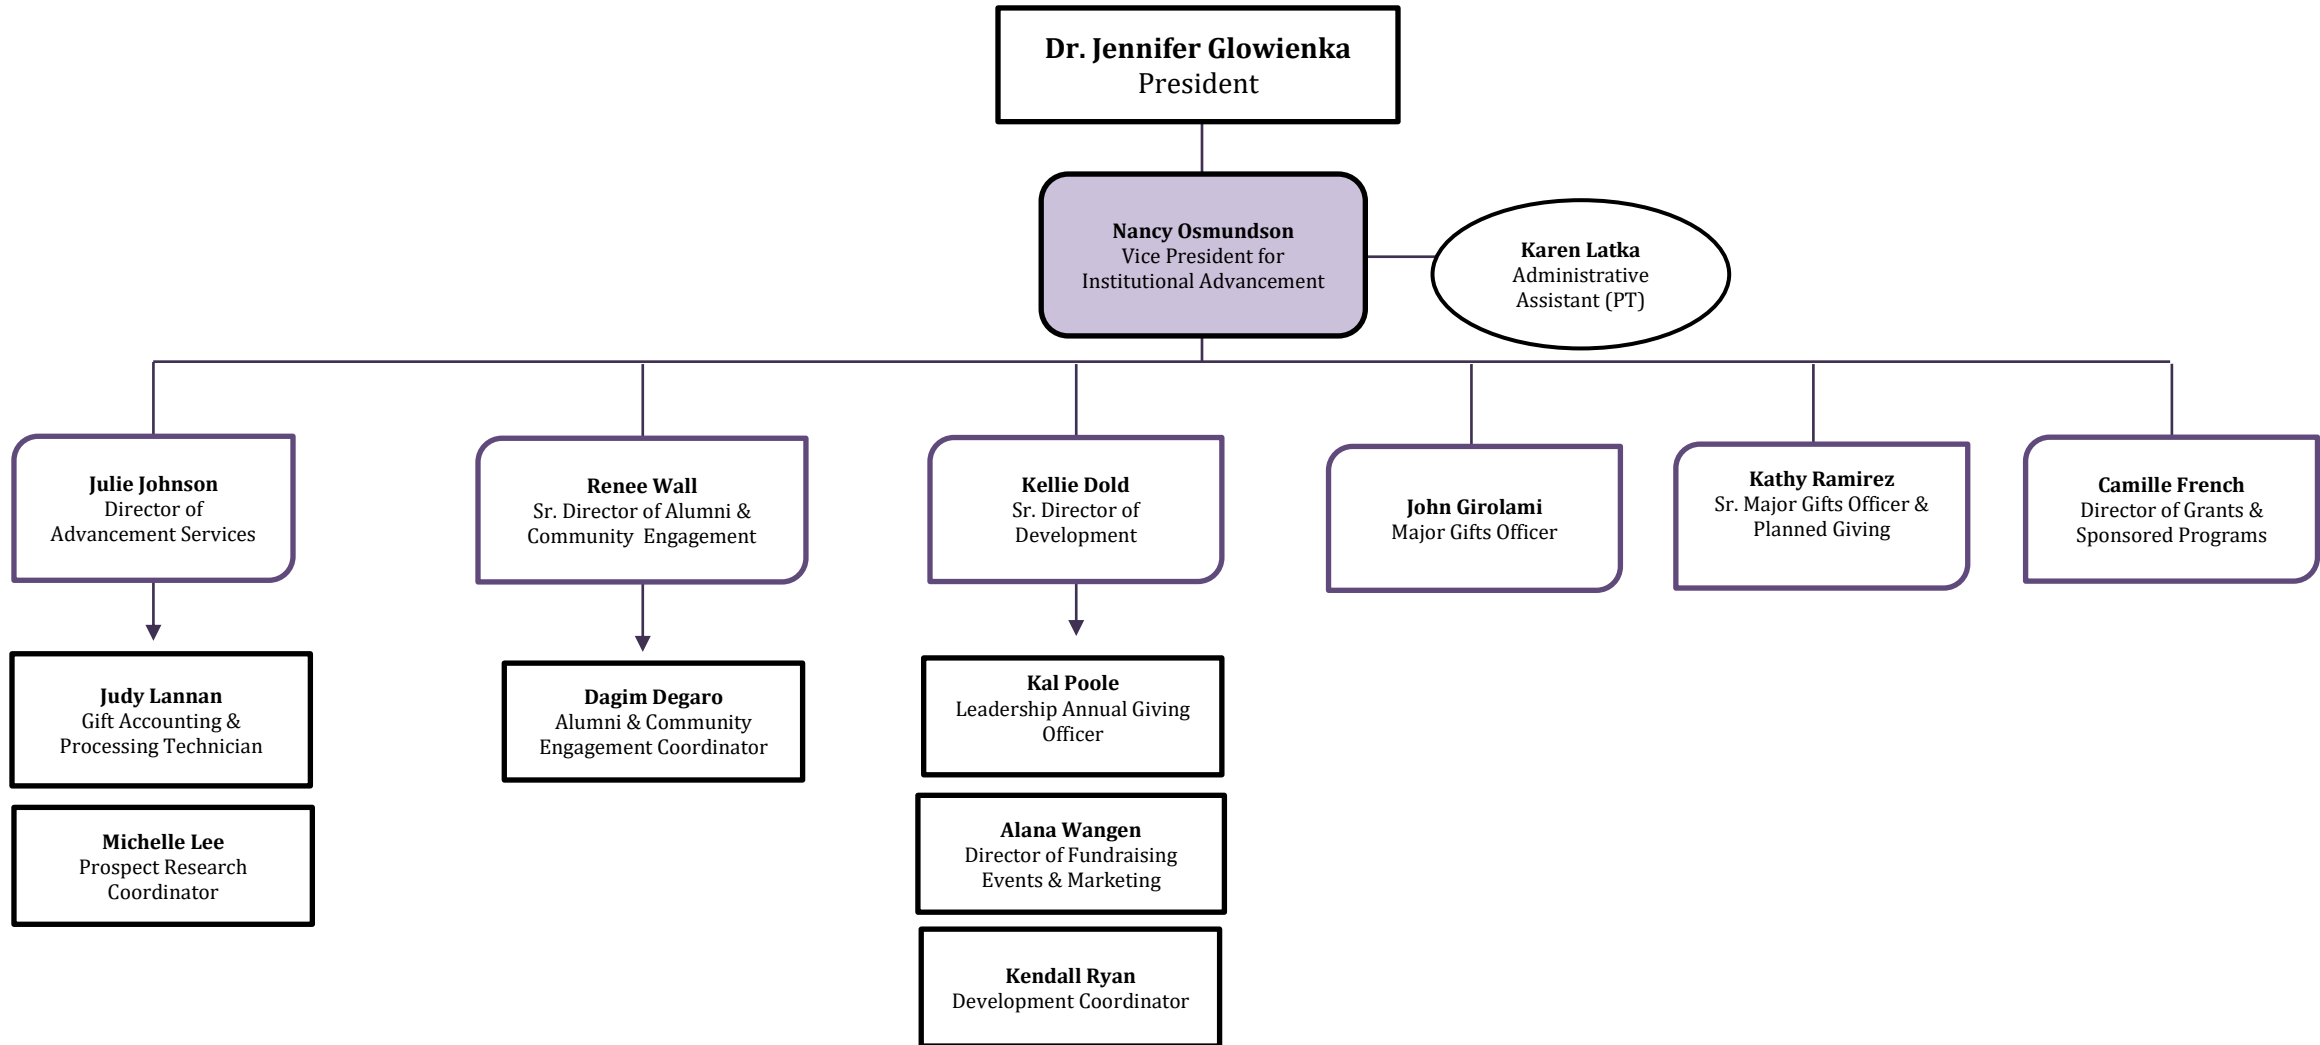 Dr. Jennifer Glowienka
President
Nancy Osmundson
Vice President for
Institutional Advancement
Karen Latka
Administrative
Assistant (PT)
Julie Johnson
Director of
Advancement Services
Renee Wall
Sr. Director of Alumni &
Community  Engagement
Kellie Dold
Sr. Director of
Development
John Girolami
Major Gifts Officer
Kathy Ramirez
Sr. Major Gifts Officer &
Planned Giving
Camille French
Director of Grants &
Sponsored Programs
Judy Lannan
Gift Accounting &
Processing Technician
Dagim Degaro
Alumni & Community
Engagement Coordinator
Kal Poole
Leadership Annual Giving
Officer
Michelle Lee
Prospect Research
Coordinator
Alana Wangen
Director of Fundraising
Events & Marketing
Kendall Ryan
Development Coordinator